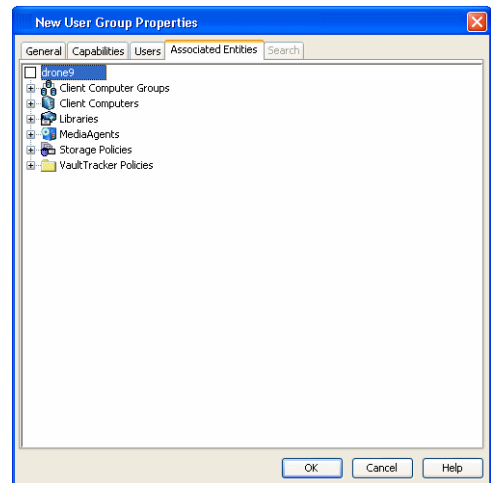 New User Group Properties
General Capabilities Users Associated Entities Search
drone9
Client Computer Groups
Client Computers
Libraries
MediaAgents
Storage Policies
VaultTracker Policies
OK Cancel Help